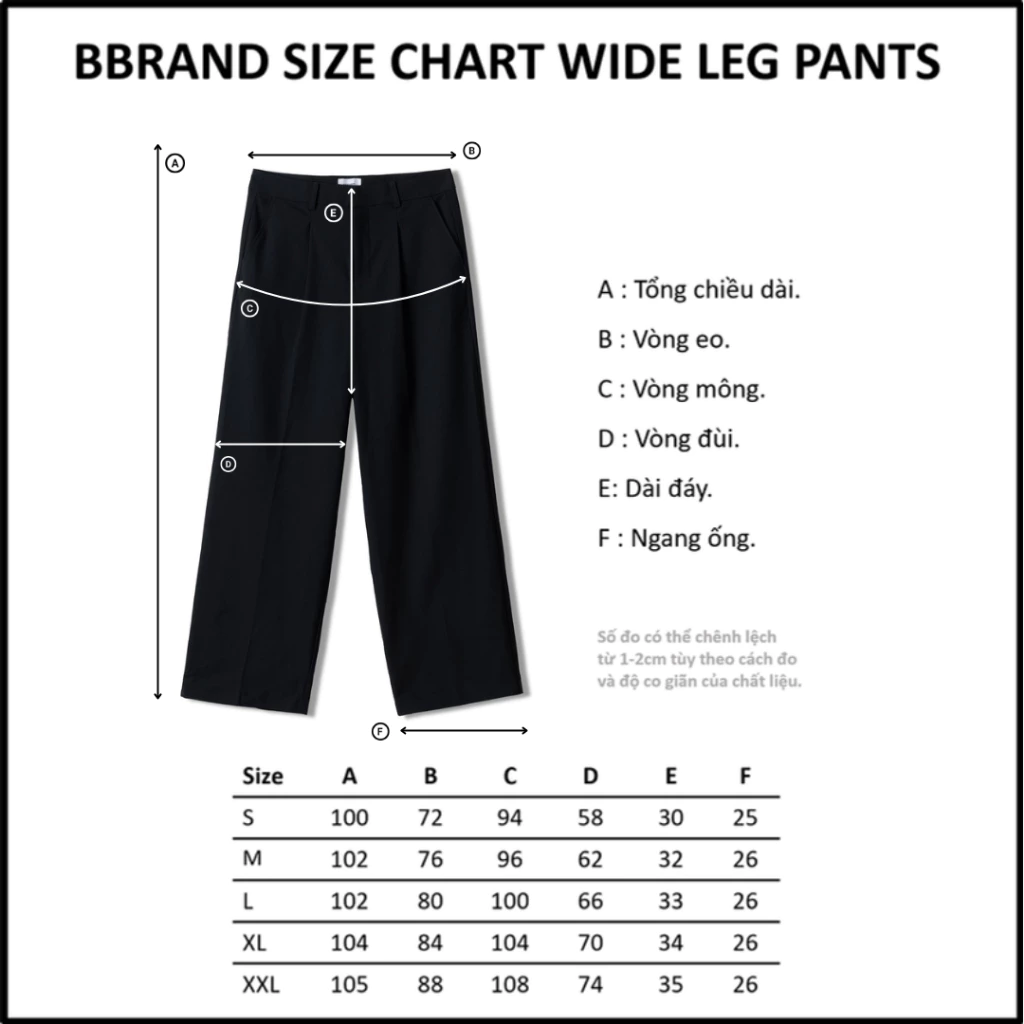 BBRAND SIZE CHART WIDE LEG PANTS
A
B
E
C
D
F
A : Tổng chiều dài.
B : Vòng eo.
C : Vòng mông.
D : Vòng đùi.
E: Dài đáy.
F : Ngang ống.
Số đo có thể chênh lệch
từ 1-2cm tùy theo cách đo
và độ co giãn của chất liệu.
Size A B C D E F
S 100 72 94 58 30 25
M 102 76 96 62 32 26
L 102 80 100 66 33 26
XL 104 84 104 70 34 26
XXL 105 88 108 74 35 26